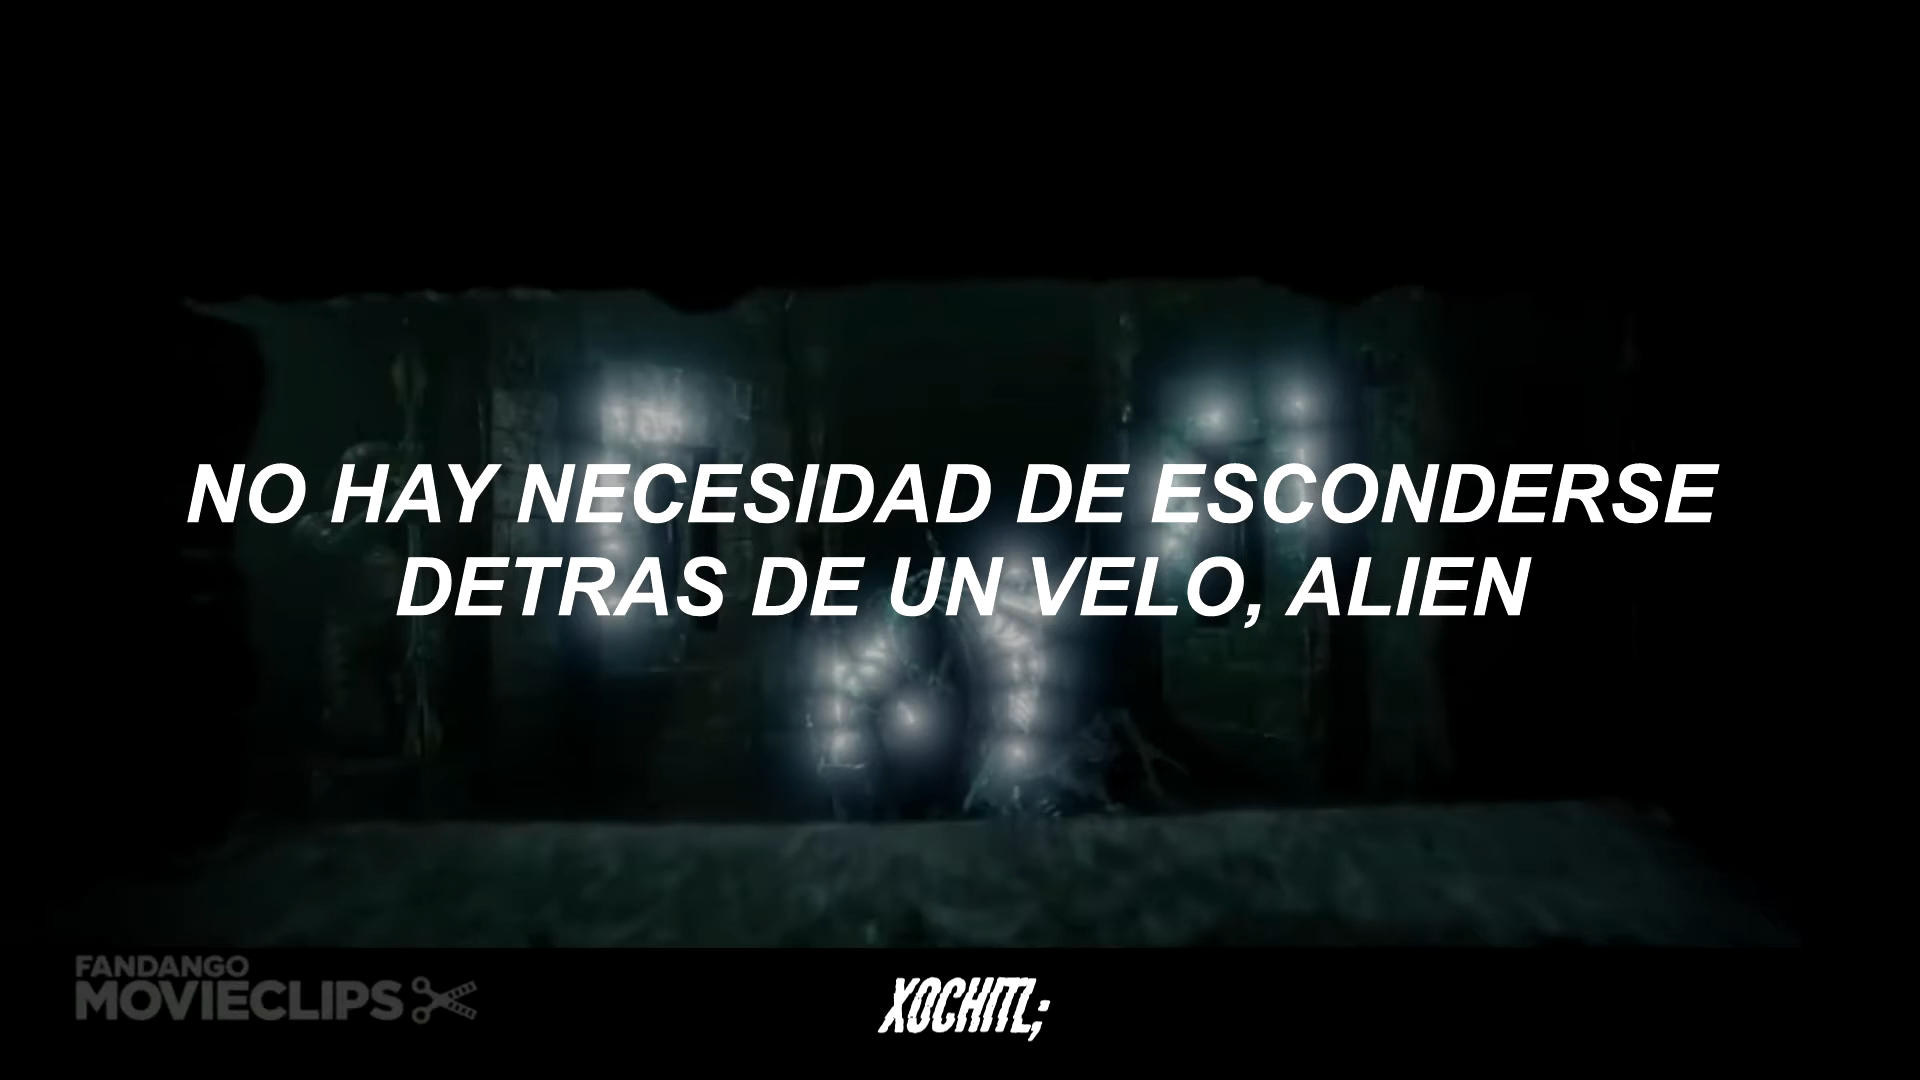 NO HAY NECESIDAD DE ESCONDERSE
DETRAS DE UN VELO, ALIEN
FANDANGO
MOVIECLIPS
XOCHITL;